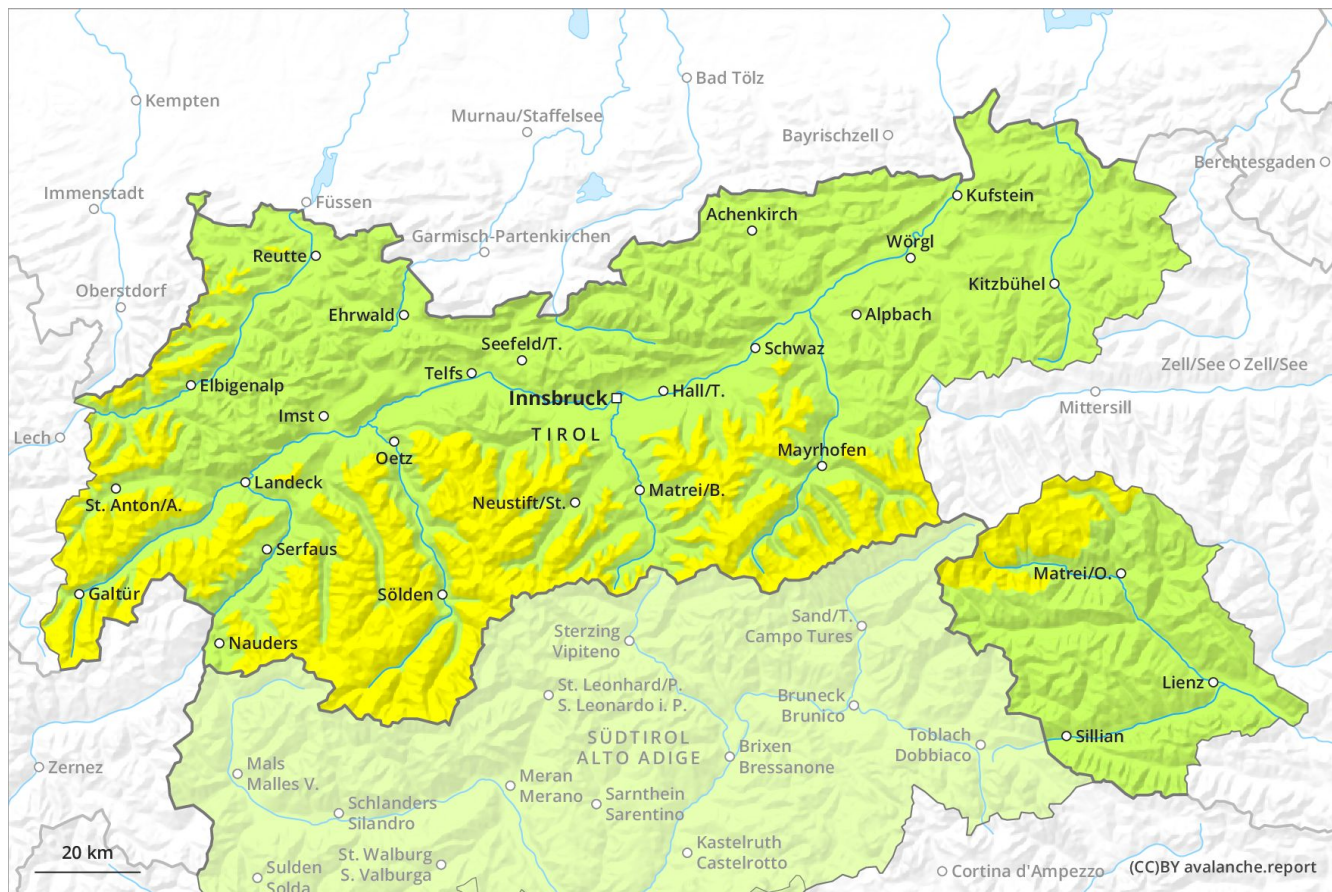 Kempten
Bad Tölz
Murnau/Staffelsee
Bayrischzell
Berchtesgaden
Immenstadt
Füssen
Kufstein
Achenkirch
Garmisch-Partenkirchen
Wörgl
Reutte
Oberstdorf
Kitzbühel
Ehrwald
Alpbach
Seefeld/T.
Schwaz
Zell/See
Zell/See
Telfs
Elbigenalp
Hall/T.
Innsbruck
Mittersill
Imst
TIROL
Lech
Mayrhofen
Oetz
Landeck
Matrei/B.
St. Anton/A.
Neustift/St.
Serfaus
Matrei/O.
Galtür
Sölden
Sand/T.
Campo Tures
Sterzing
Vipiteno
Nauders
Lienz
St. Leonhard/P.
S. Leonardo i. P.
Bruneck
Brunico
SÜDTIROL
ALTO ADIGE
Toblach
Dobbiaco
Sillian
Brixen
Bressanone
Zernez
Mals
Malles V.
Meran
Merano
Sarnthein
Sarentino
Schlanders
Silandro
20 km
St. Walburg
S. Valburga
Kastelruth
Castelrotto
Sulden
Solda
Cortina d'Ampezzo
(CC)BY avalanche.report